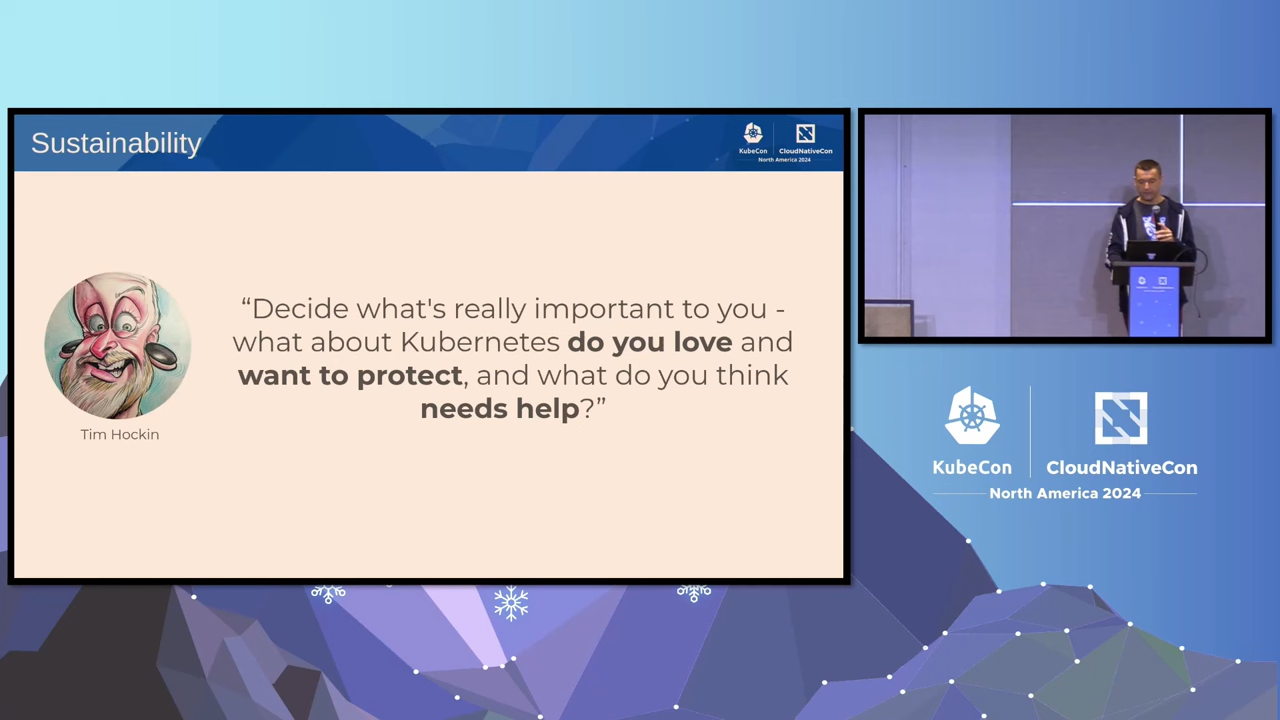 Sustainability
KubeCon
CloudNativeCon
North America 2024
“Decide what's really important to you -
what about Kubernetes do you love and
want to protect, and what do you think
needs help?”
Tim Hockin
KubeCon
CloudNativeCon
North America 2024